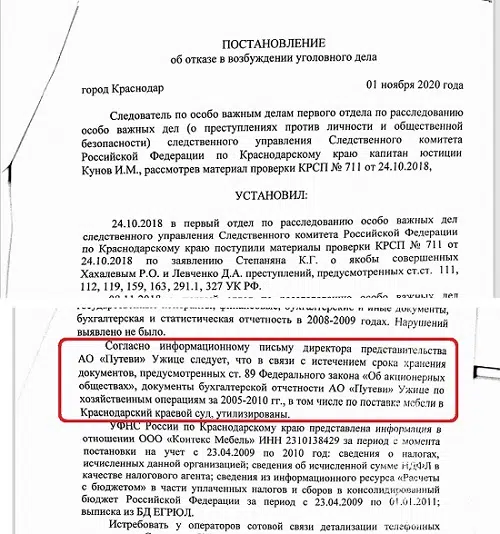 ПОСТАНОВЛЕНИЕ
об отказе в возбуждении уголовного дела
город Краснодар 01 ноября 2020 года
Следователь по особо важным делам первого отдела по расследованию
особо важных дел (о преступлениях против личности и общественной
безопасности) следственного управления Следственного комитета
Российской Федерации по Краснодарскому краю капитан юстиции
Кунов И.М., рассмотрев материал проверки КРСП № 711 от 24.10.2018,
УСТАНОВИЛ:
24.10.2018 в первый отдел по расследованию особо важных дел
следственного управления Следственного комитета Российской Федерации
по Краснодарскому краю поступили материалы проверки КРСП № 711 от
24.10.2018 по заявлению Степаняна К.Г. о якобы совершенных
Хахалевым Р.О. и Левченко Д.А. преступлений, предусмотренных ст.ст. 111,
112, 119, 159, 163, 291.1, 327 УК РФ.
бухгалтерская и статистическая отчетность в 2008-2009 годах. Нарушений
выявлено не было.
Согласно информационному письму директора представительства
АО «Путеви» Ужице следует, что в связи с истечением срока хранения
документов, предусмотренных ст. 89 Федерального закона «Об акционерных
обществах», документы бухгалтерской отчетности АО «Путеви» Ужице по
хозяйственным операциям за 2005-2010 гг., в том числе по поставке мебели в
Краснодарский краевой суд, утилизированы.
УФНС России по Краснодарскому краю представлена информация в
отношении ООО «Контекс Мебель» ИНН 2310138429 за период с момента
постановки на учет с 23.04.2009 по 2010 год: сведения о налогах,
исчисленных данной организацией; сведения об исчисленной сумме НДФЛ в
качестве налогового агента; сведения из информационного ресурса «Расчеты
с бюджетом» в части уплаченных налогов и сборов в консолидированный
бюджет Российской Федерации за период с 23.04.2009 по 01.01.2011;
выписка из БД ЕГРЮЛ.
Истребовать у операторов сотовой связи детализации телефонных